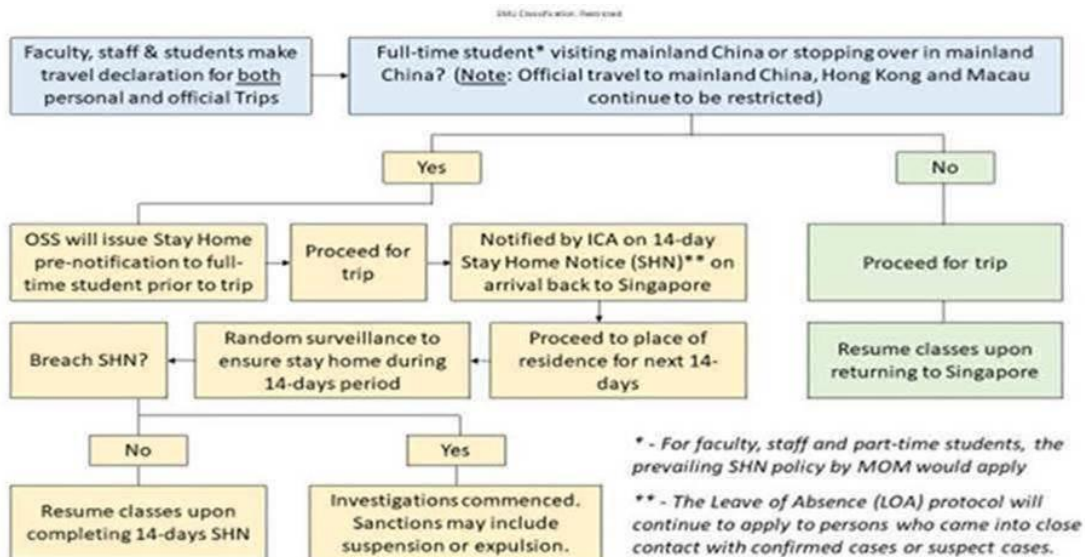 SMU Classification: Restricted
Faculty, staff & students make
travel declaration for both
personal and official Trips
Full-time student* visiting mainland China or stopping over in mainland
China? (Note: Official travel to mainland China, Hong Kong and Macau
continue to be restricted)
Yes
No
OSS will issue Stay Home
pre-notification to full-
time student prior to trip
Proceed for
trip
Notified by ICA on 14-day
Stay Home Notice (SHN)** on
arrival back to Singapore
Proceed for trip
Breach SHN?
Random surveillance to
ensure stay home during
14-days period
Proceed to place of
residence for next 14-
days
Resume classes upon
returning to Singapore
No
Yes
Resume classes upon
completing 14-days SHN
Investigations commenced.
Sanctions may include
suspension or expulsion.
* - For faculty, staff and part-time students, the
prevailing SHN policy by MOM would apply
** - The Leave of Absence (LOA) protocol will
continue to apply to persons who came into close
contact with confirmed cases or suspect cases.